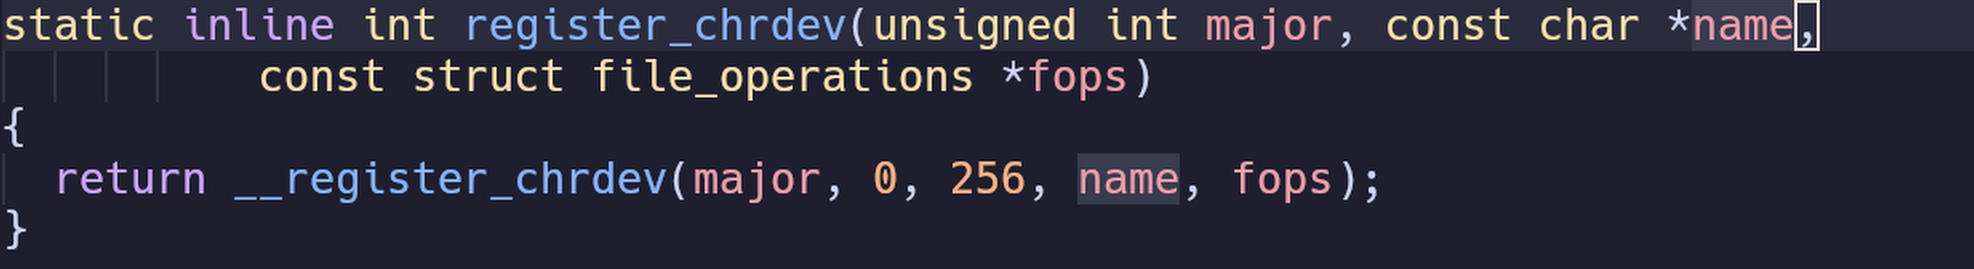 static inline int register_chrdev(unsigned int major, const char *name,
const struct file_operations *fops)
{
return __register_chrdev(major, 0, 256, name, fops);
}